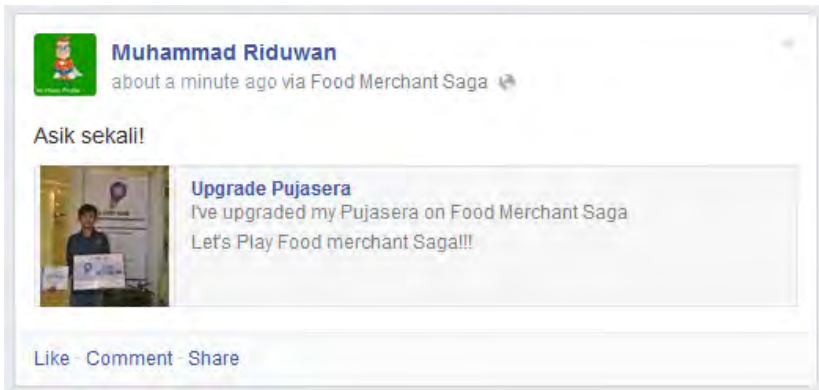 Muhammad Riduwan
about a minute ago via Food Merchant Saga
Asik sekali!
Upgrade Pujasera
I've upgraded my Pujasera on Food Merchant Saga
Let's Play Food merchant Saga!!!
Like · Comment · Share